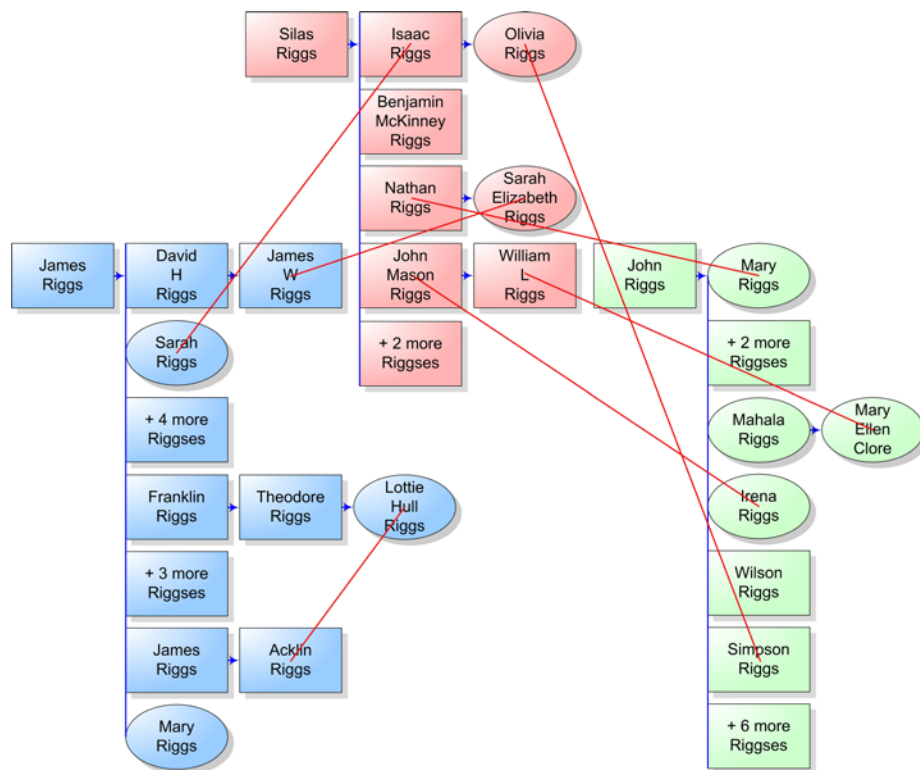 Silas
Riggs
Isaac
Riggs
Olivia
Riggs
Benjamin
McKinney
Riggs
Nathan
Riggs
Sarah
Elizabeth
Riggs
James
Riggs
David
H
Riggs
James
W
Riggs
John
Mason
Riggs
William
L
Riggs
John
Riggs
Mary
Riggs
Sarah
Riggs
+ 2 more
Riggses
+ 2 more
Riggses
+ 4 more
Riggses
Mahala
Riggs
Mary
Ellen
Clore
Franklin
Riggs
Theodore
Riggs
Lottie
Hull
Riggs
Irena
Riggs
+ 3 more
Riggses
Wilson
Riggs
James
Riggs
Acklin
Riggs
Simpson
Riggs
Mary
Riggs
+ 6 more
Riggses